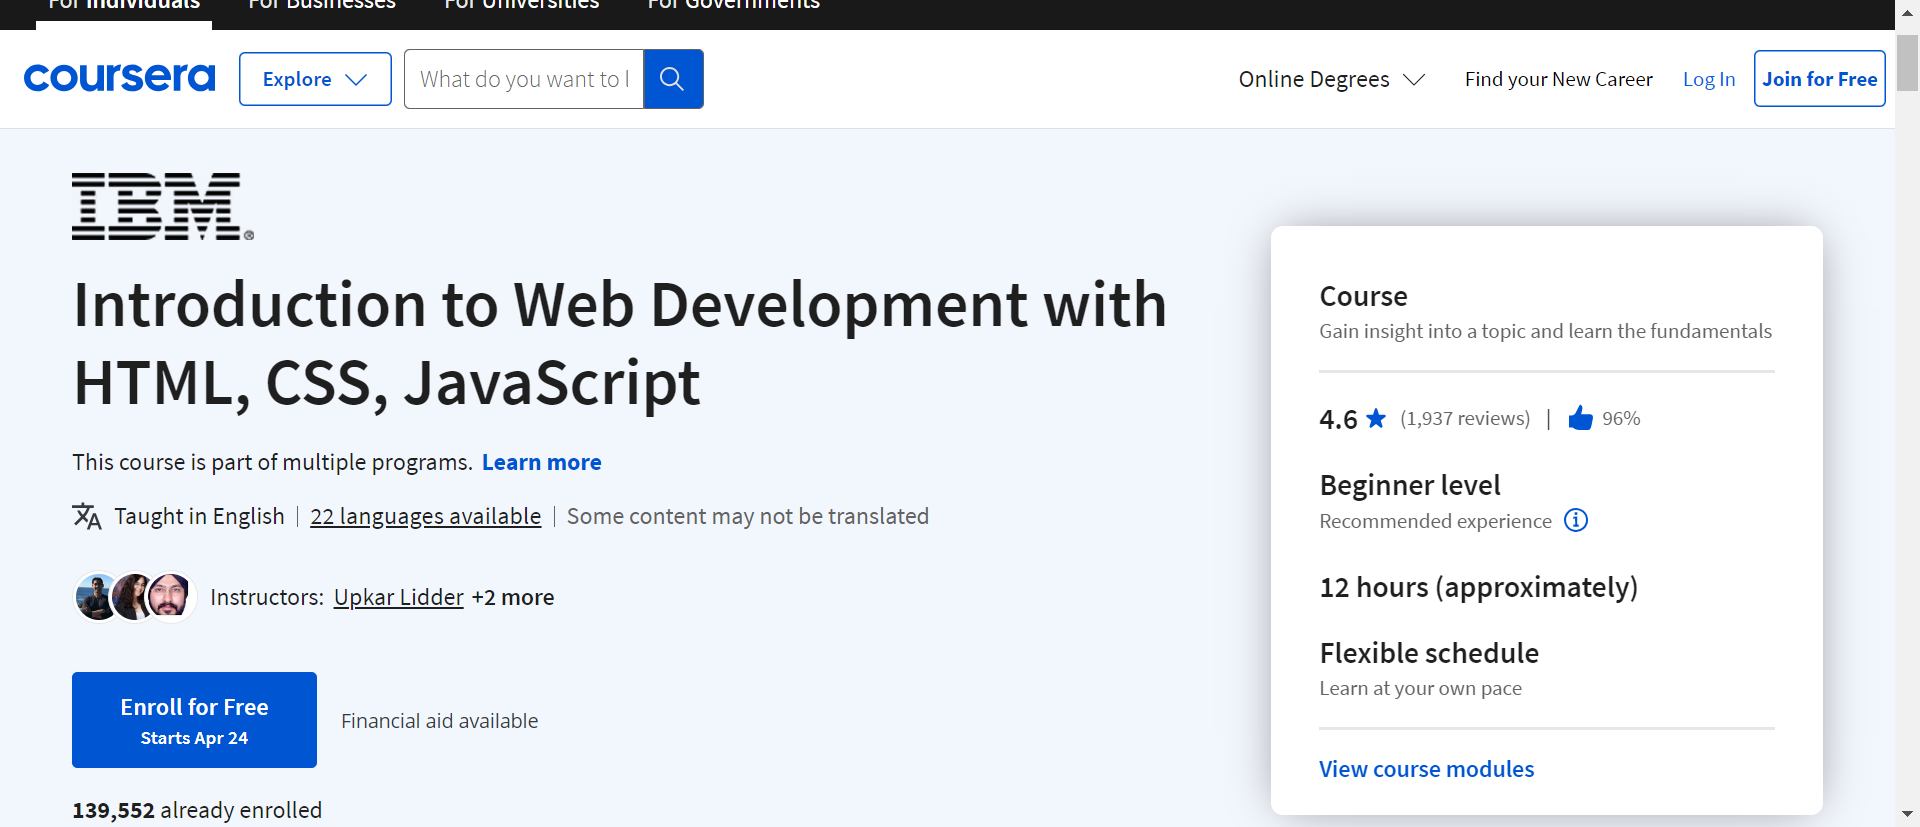 For Individuals For Businesses For Universities For Governments
coursera Explore What do you want to l Online Degrees Find your New Career Log In Join for Free
IBM®
Introduction to Web Development with
HTML, CSS, JavaScript
This course is part of multiple programs. Learn more
Taught in English | 22 languages available | Some content may not be translated
Instructors: Upkar Lidder +2 more
Enroll for Free
Starts Apr 24
Financial aid available
139,552 already enrolled
Course
Gain insight into a topic and learn the fundamentals
4.6 (1,937 reviews) | 96%
Beginner level
Recommended experience
12 hours (approximately)
Flexible schedule
Learn at your own pace
View course modules